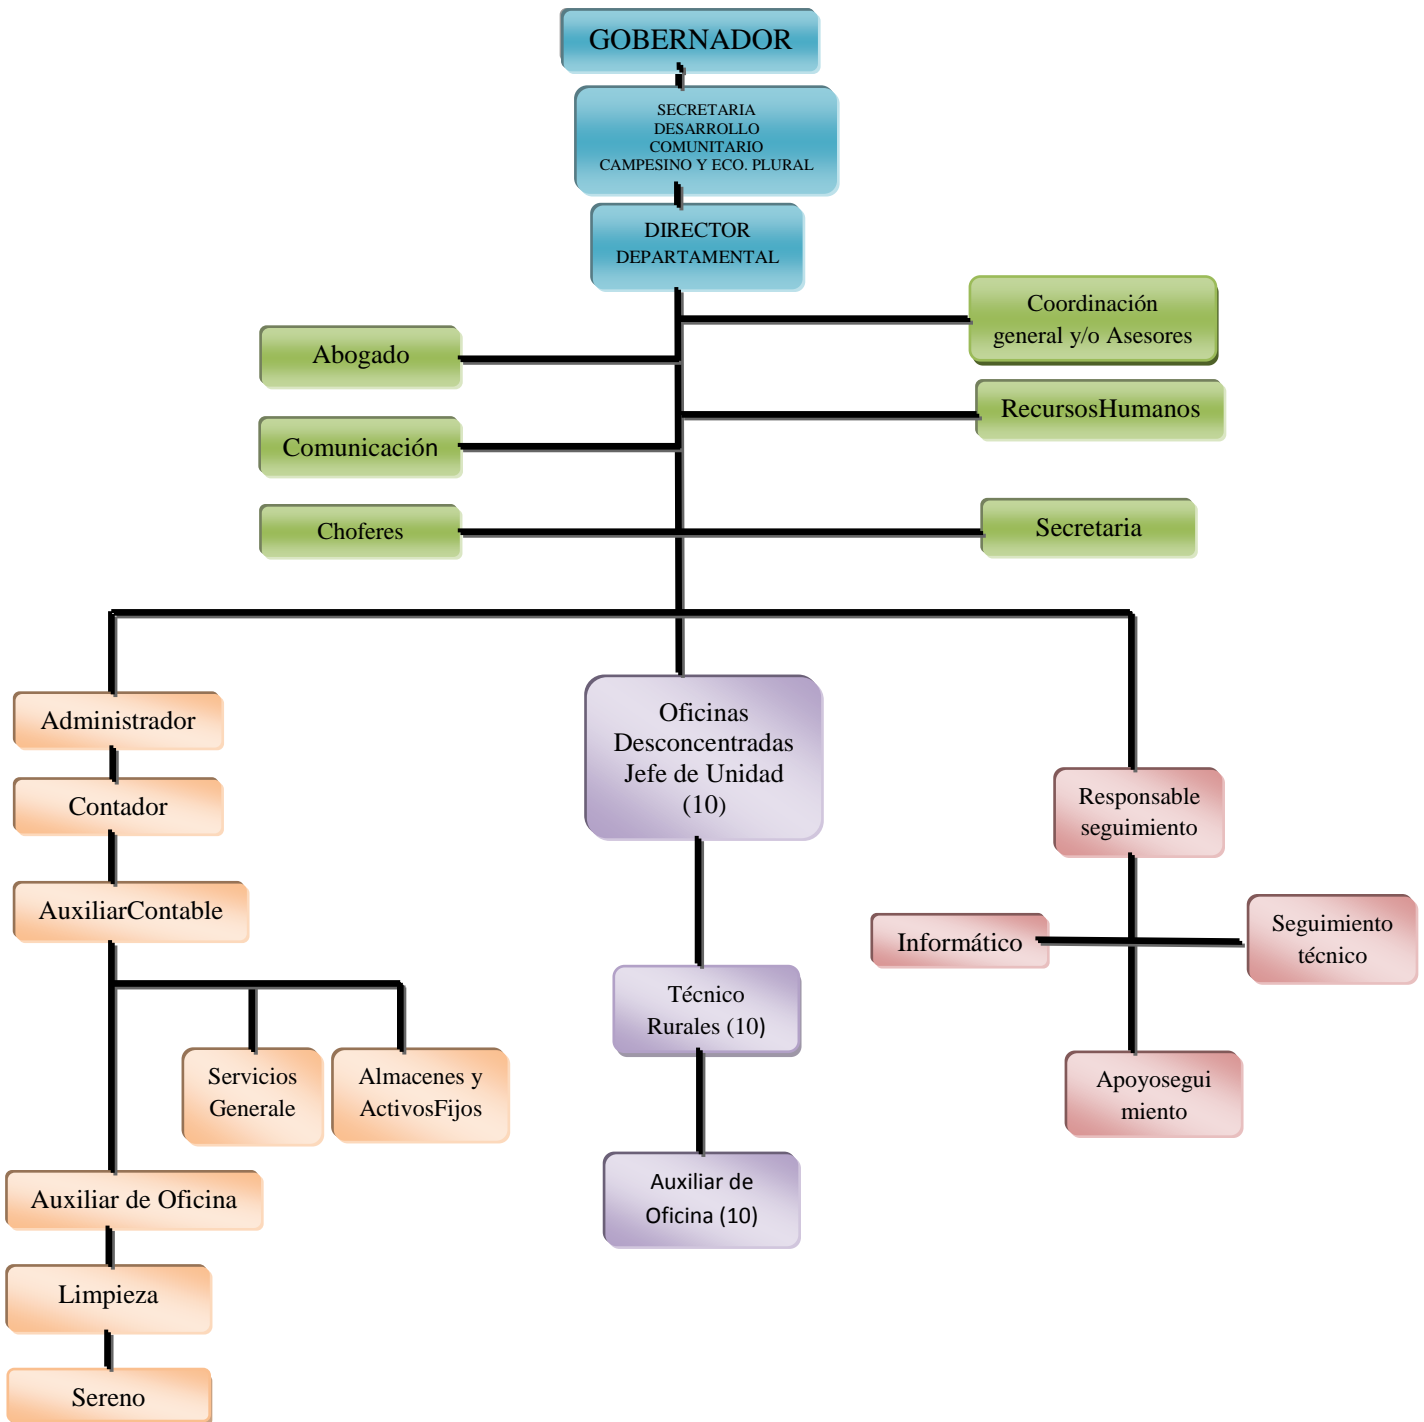 GOBERNADOR
SECRETARIA
DESARROLLO
COMUNITARIO
CAMPESINO Y ECO. PLURAL
DIRECTOR
DEPARTAMENTAL
Coordinación
general y/o Asesores
Abogado
RecursosHumanos
Comunicación
Choferes
Secretaria
Administrador
Contador
AuxiliarContable
Servicios
Generale
Almacenes y
ActivosFijos
Auxiliar de Oficina
Limpieza
Sereno
Oficinas
Desconcentradas
Jefe de Unidad
(10)
Técnico
Rurales (10)
Auxiliar de
Oficina (10)
Responsable
seguimiento
Informático
Seguimiento
técnico
Apoyosegui
miento